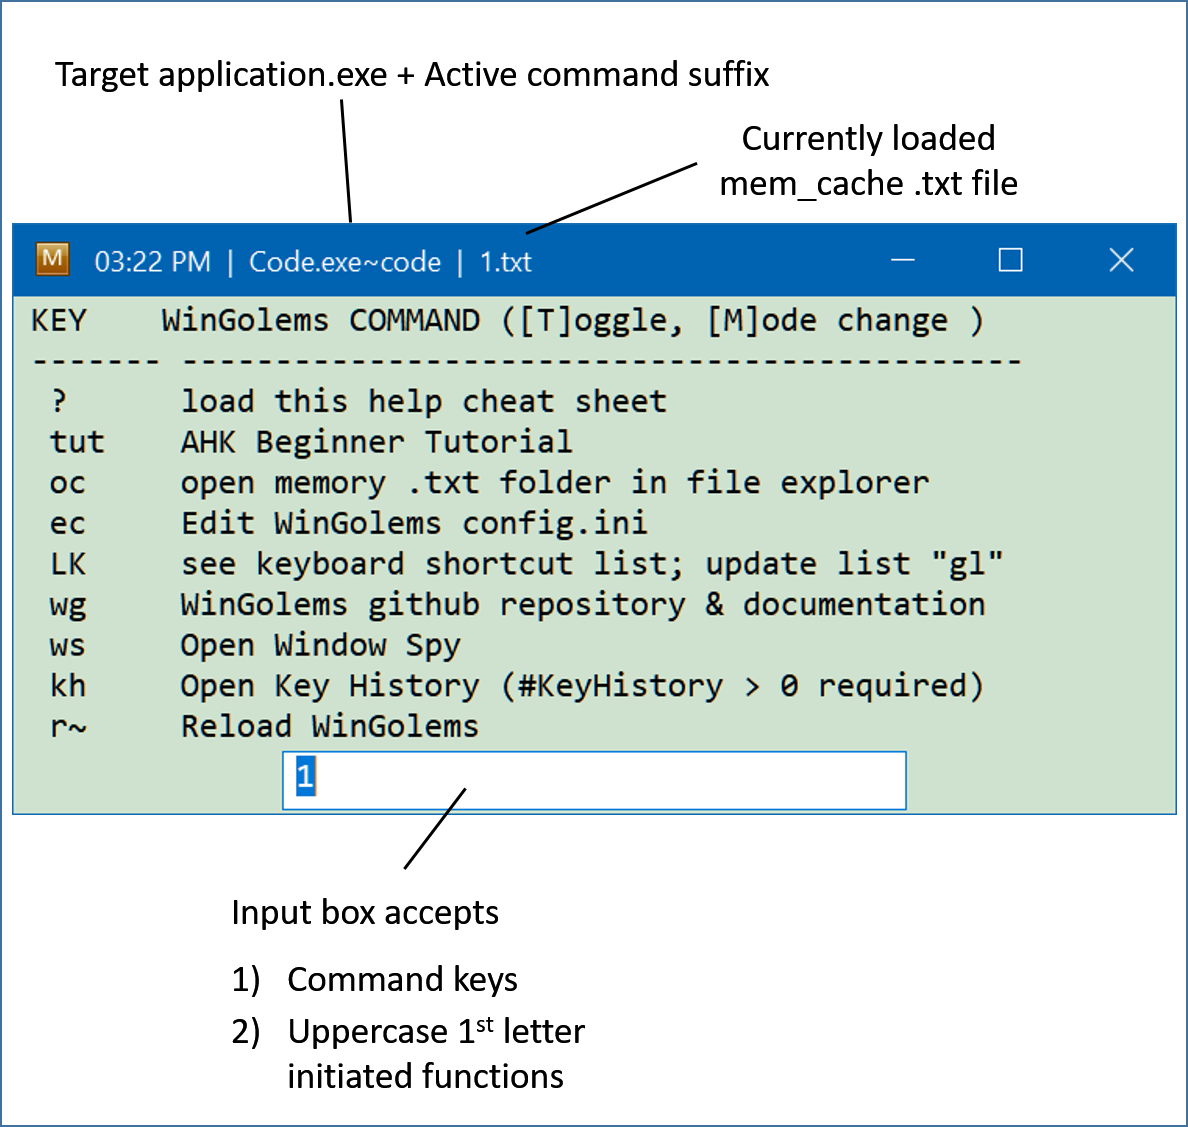 Target application.exe + Active command suffix
Currently loaded
mem_cache .txt file
M 03:22 PM | Code.exe~code | 1.txt
KEY WinGolems COMMAND ([T]oggle, [M]ode change )
------- ---------------------------------------------
? load this help cheat sheet
tut AHK Beginner Tutorial
oc open memory .txt folder in file explorer
ec Edit WinGolems config.ini
LK see keyboard shortcut list; update list "gl"
wg WinGolems github repository & documentation
ws Open Window Spy
kh Open Key History (#KeyHistory > 0 required)
r~ Reload WinGolems
1
Input box accepts
1) Command keys
2) Uppercase 1st letter
initiated functions